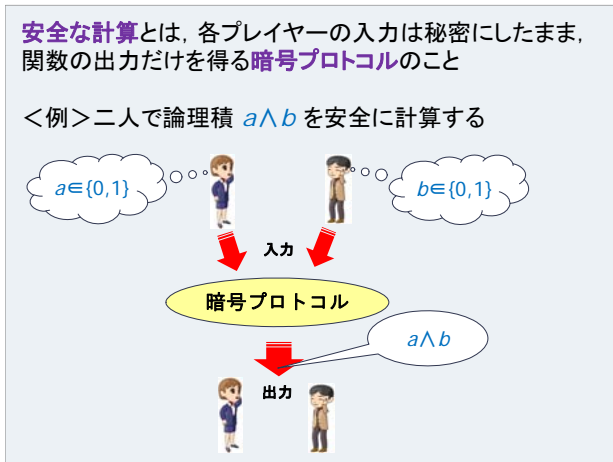 安全な計算とは，各プレイヤーの入力は秘密にしたまま，
関数の出力だけを得る暗号プロトコルのこと
＜例＞二人で論理積 a∧b を安全に計算する
a∈{0,1}
b∈{0,1}
入力
暗号プロトコル
a∧b
出力